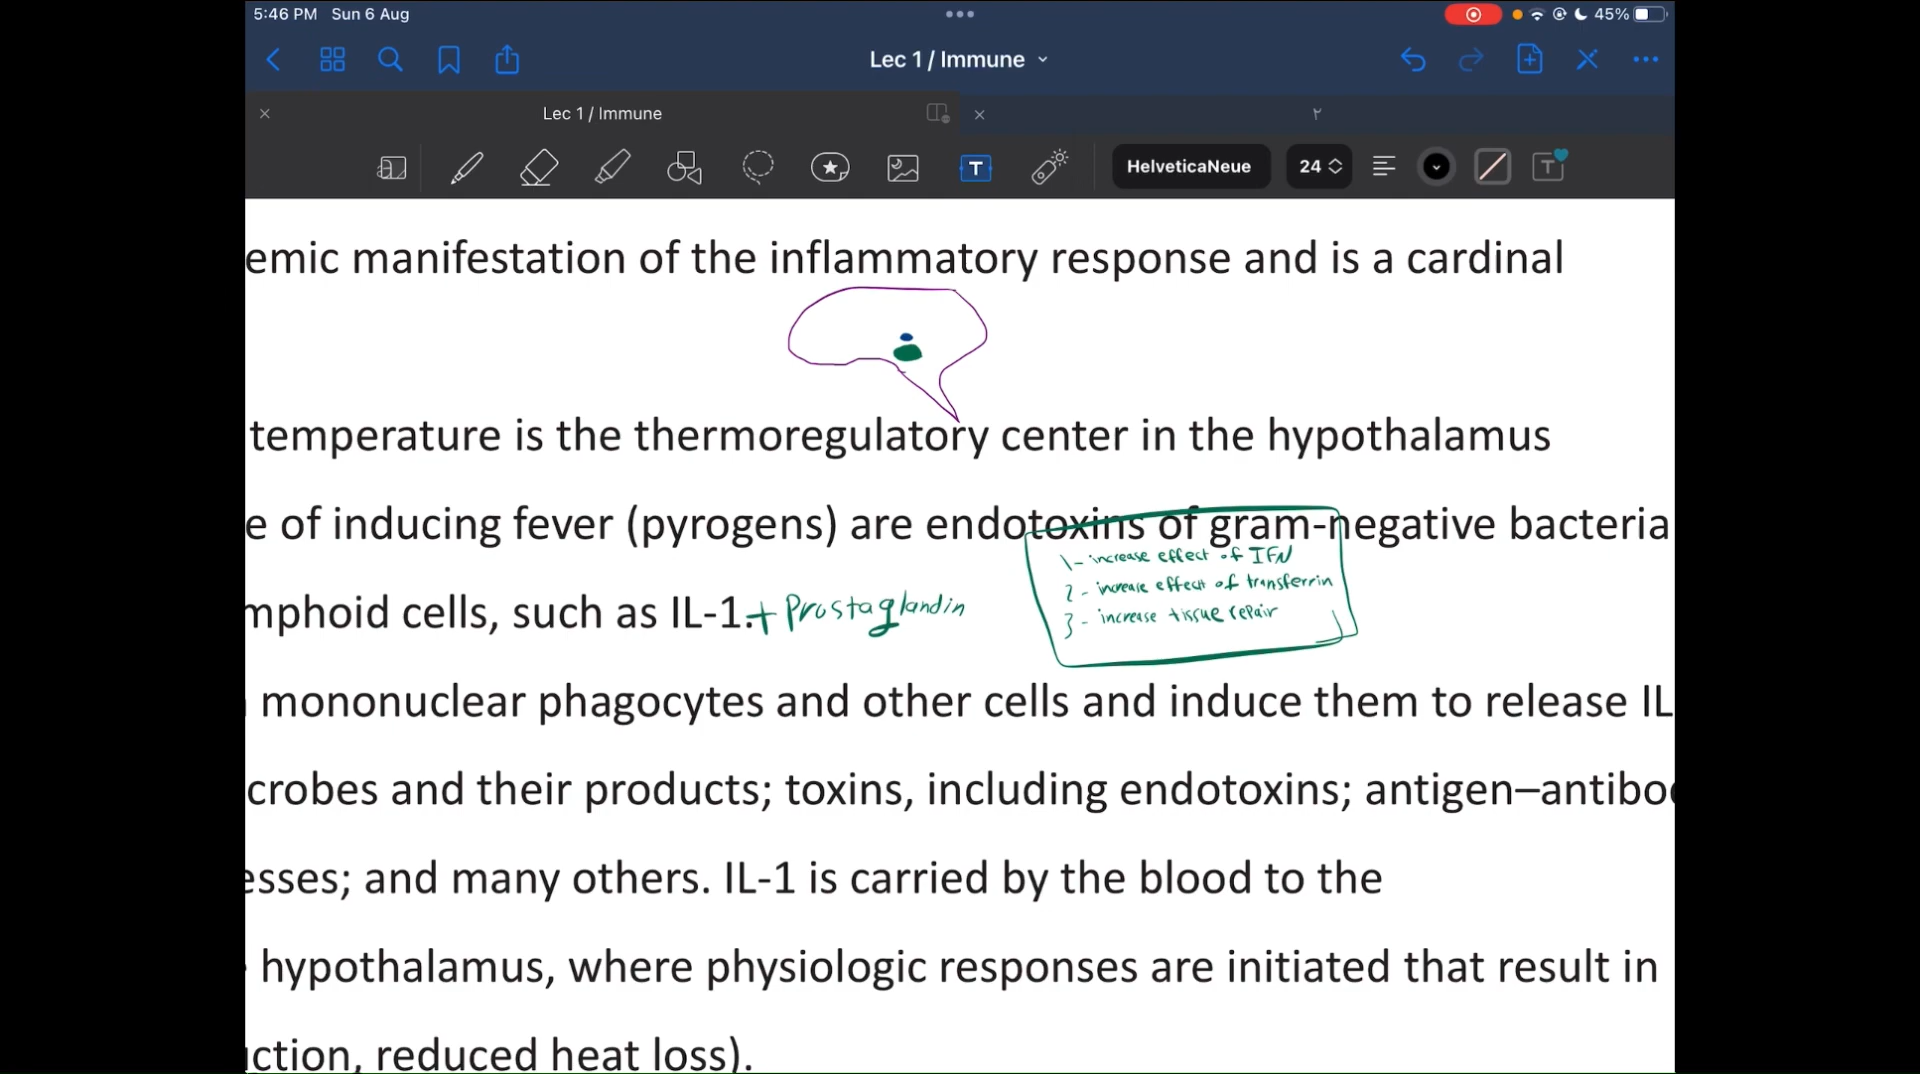 5:46 PM Sun 6 Aug
45%
Lec 1 / Immune
Lec 1 / Immune
٢
HelveticaNeue
24
emic manifestation of the inflammatory response and is a cardinal
temperature is the thermoregulatory center in the hypothalamus
e of inducing fever (pyrogens) are endotoxins of gram-negative bacteria
1- increase effect of IFN
2- increase effect of transferrin
3- increase tissue repair
mphoid cells, such as IL-1.+ Prostaglandin
mononuclear phagocytes and other cells and induce them to release IL
crobes and their products; toxins, including endotoxins; antigen–antiboc
esses; and many others. IL-1 is carried by the blood to the
hypothalamus, where physiologic responses are initiated that result in
ction, reduced heat loss).